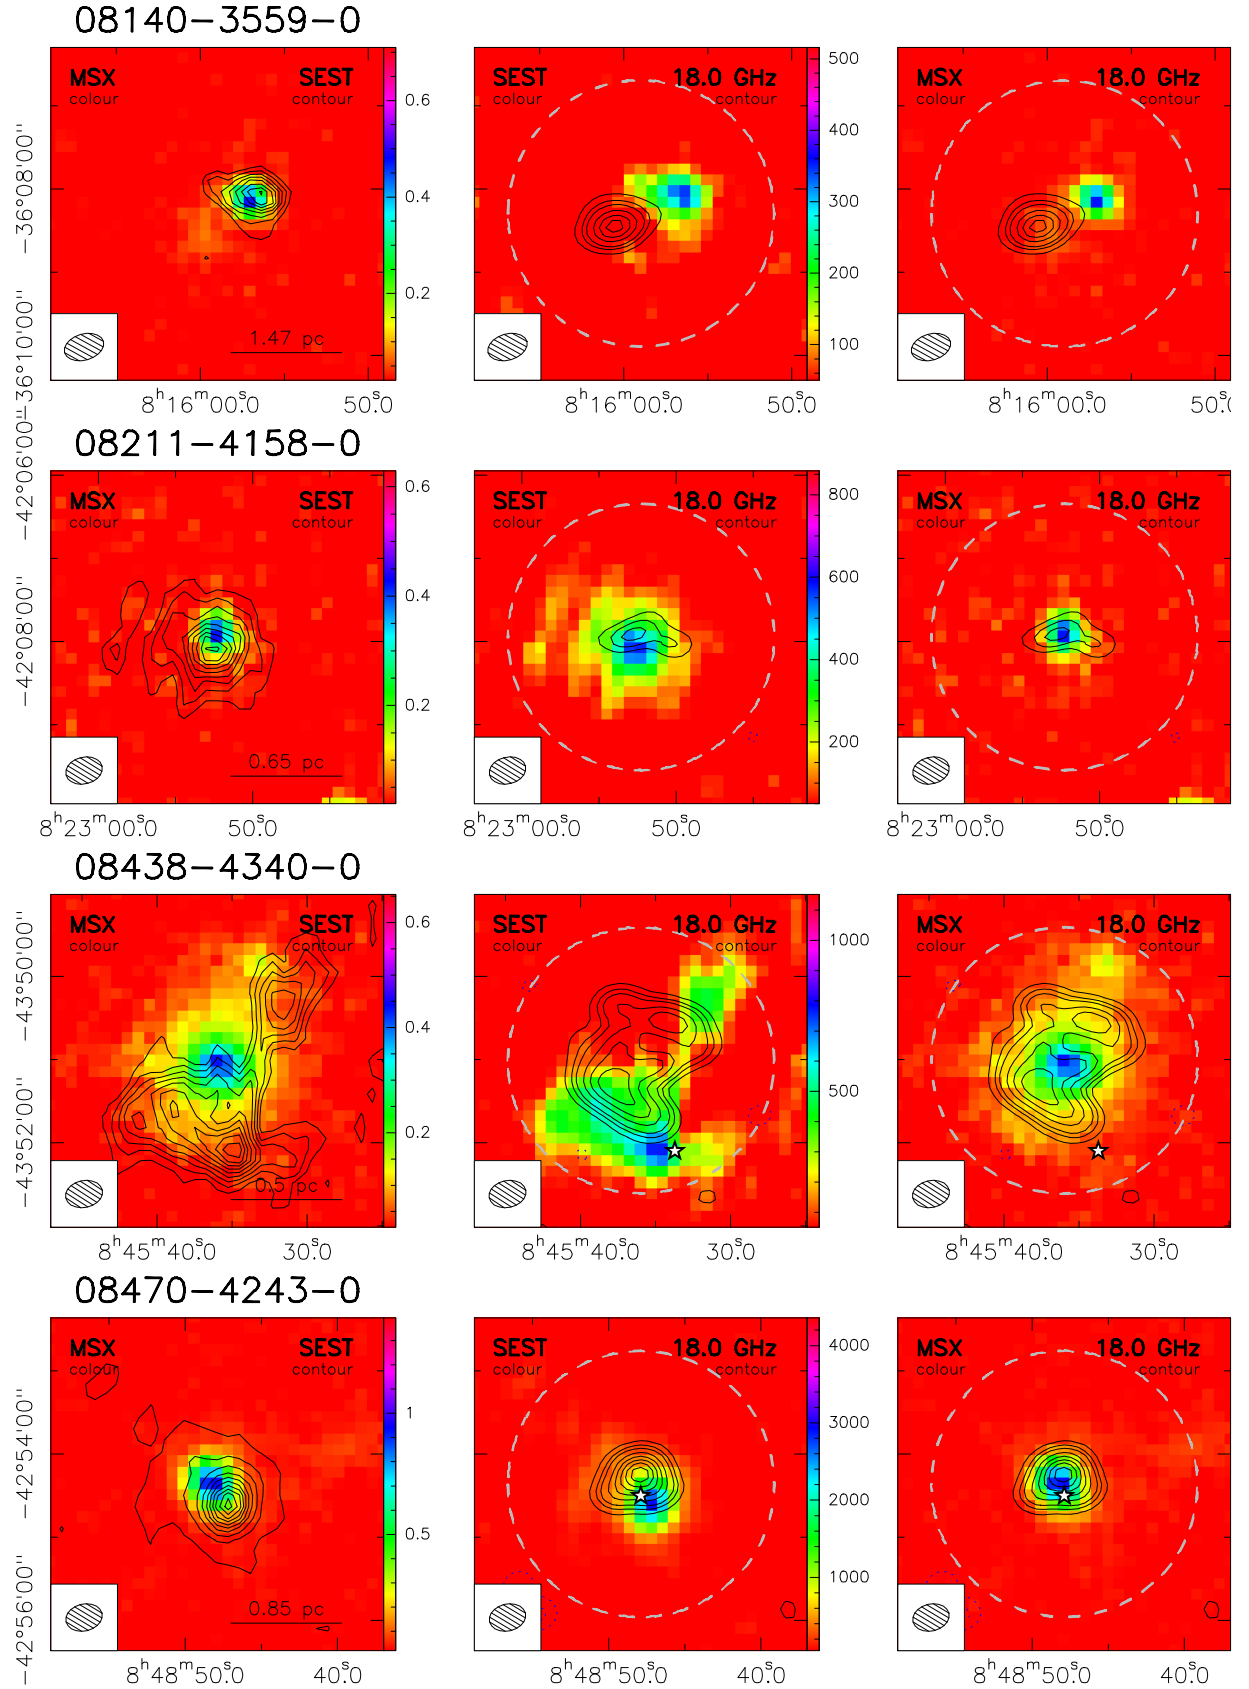 08140-3559-0
MSX SEST
colour contour
SEST 18.0 GHz
colour contour
MSX 18.0 GHz
colour contour
0.6
0.4
0.2
500
400
300
200
100
−36°08'00''
−36°10'00''
1.47 pc
8h16m00s.0 50s.0
8h16m00s.0 50s.0
8h16m00s.0
08211-4158-0
MSX SEST
colour contour
SEST 18.0 GHz
colour contour
MSX 18.0 GHz
colour contour
0.6
0.4
0.2
800
600
400
200
−42°06'00''
−42°08'00''
0.65 pc
8h23m00s.0 50s.0
8h23m00s.0 50s.0
8h23m00s.0 50s.0
08438-4340-0
MSX SEST
colour contour
SEST 18.0 GHz
colour contour
MSX 18.0 GHz
colour contour
0.6
0.4
0.2
1000
500
−43°50'00''
−43°52'00''
0.5 pc
8h45m40s.0 30s.0
8h45m40s.0 30s.0
8h45m40s.0 30s.0
08470-4243-0
MSX SEST
colour contour
SEST 18.0 GHz
colour contour
MSX 18.0 GHz
colour contour
1
0.5
4000
3000
2000
1000
−42°54'00''
−42°56'00''
0.85 pc
8h48m50s.0 40s.0
8h48m50s.0 40s.0
8h48m50s.0 40s.0